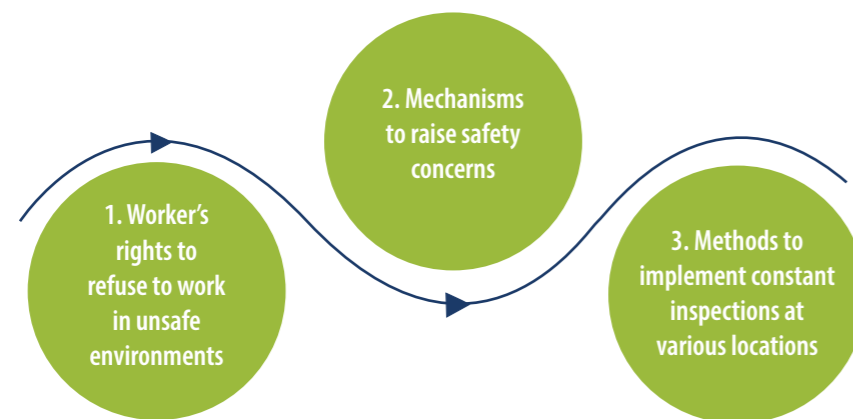 1. Worker's
rights to
refuse to work
in unsafe
environments
2. Mechanisms
to raise safety
concerns
3. Methods to
implement constant
inspections at
various locations